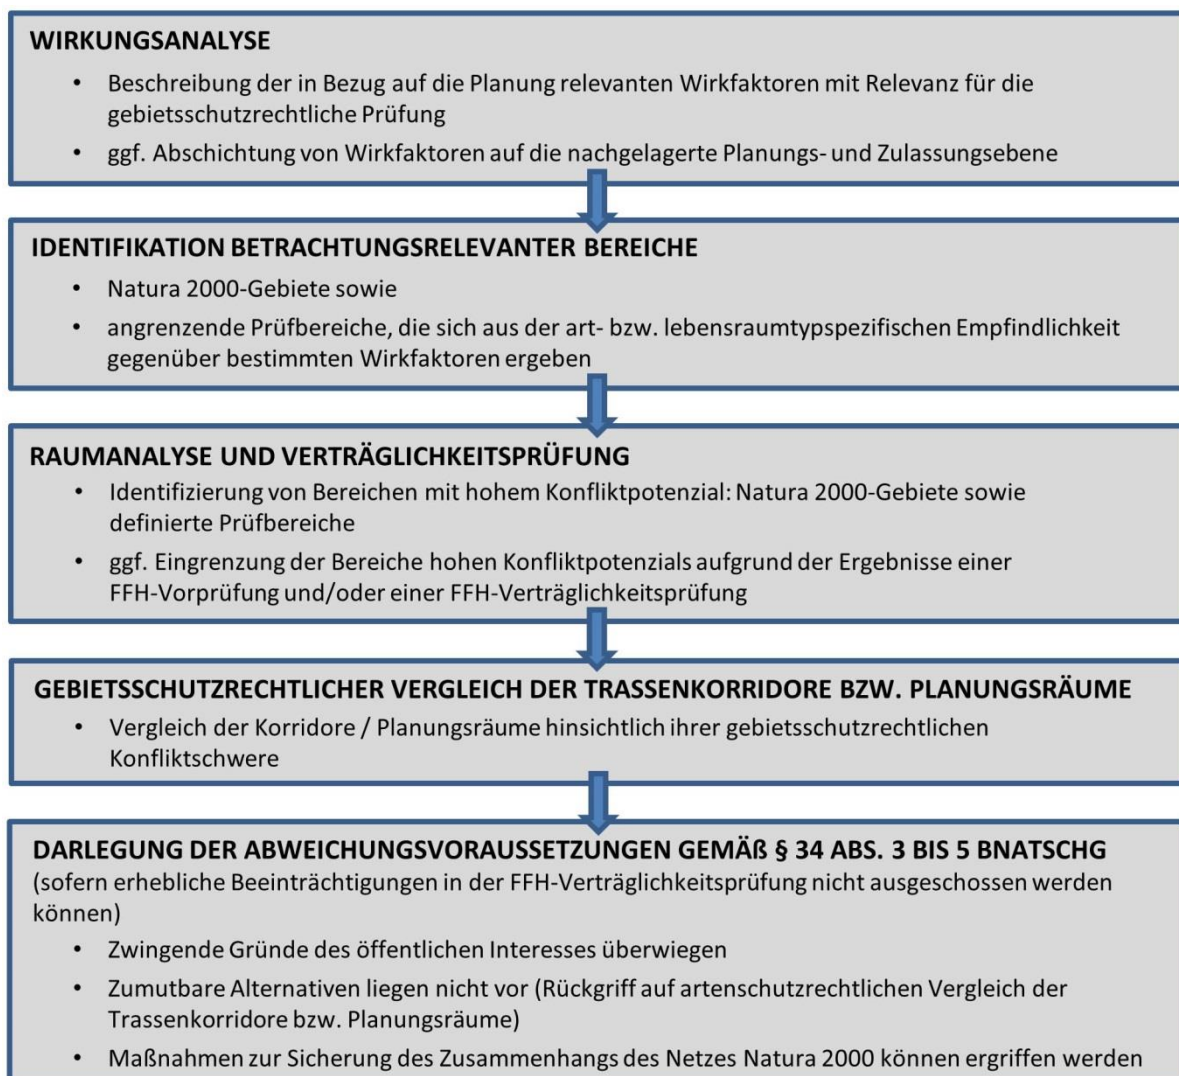 WIRKUNGSANALYSE
• Beschreibung der in Bezug auf die Planung relevanten Wirkfaktoren mit Relevanz für die
gebietsschutzrechtliche Prüfung
• ggf. Abschichtung von Wirkfaktoren auf die nachgelagerte Planungs- und Zulassungsebene
IDENTIFIKATION BETRACHTUNGSRELEVANTER BEREICHE
• Natura 2000-Gebiete sowie
• angrenzende Prüfbereiche, die sich aus der art- bzw. lebensraumtypspezifischen Empfindlichkeit
gegenüber bestimmten Wirkfaktoren ergeben
RAUMANALYSE UND VERTRÄGLICHKEITSPRÜFUNG
• Identifizierung von Bereichen mit hohem Konfliktpotenzial: Natura 2000-Gebiete sowie
definierte Prüfbereiche
• ggf. Eingrenzung der Bereiche hohen Konfliktpotenzials aufgrund der Ergebnisse einer
FFH-Vorprüfung und/oder einer FFH-Verträglichkeitsprüfung
GEBIETSSCHUTZRECHTLICHER VERGLEICH DER TRASSENKORRIDORE BZW. PLANUNGSRÄUME
• Vergleich der Korridore / Planungsräume hinsichtlich ihrer gebietsschutzrechtlichen
Konfliktschwere
DARLEGUNG DER ABWEICHUNGSVORAUSSETZUNGEN GEMÄß § 34 ABS. 3 BIS 5 BNATSCHG
(sofern erhebliche Beeinträchtigungen in der FFH-Verträglichkeitsprüfung nicht ausgeschossen werden
können)
• Zwingende Gründe des öffentlichen Interesses überwiegen
• Zumutbare Alternativen liegen nicht vor (Rückgriff auf artenschutzrechtlichen Vergleich der
Trassenkorridore bzw. Planungsräume)
• Maßnahmen zur Sicherung des Zusammenhangs des Netzes Natura 2000 können ergriffen werden